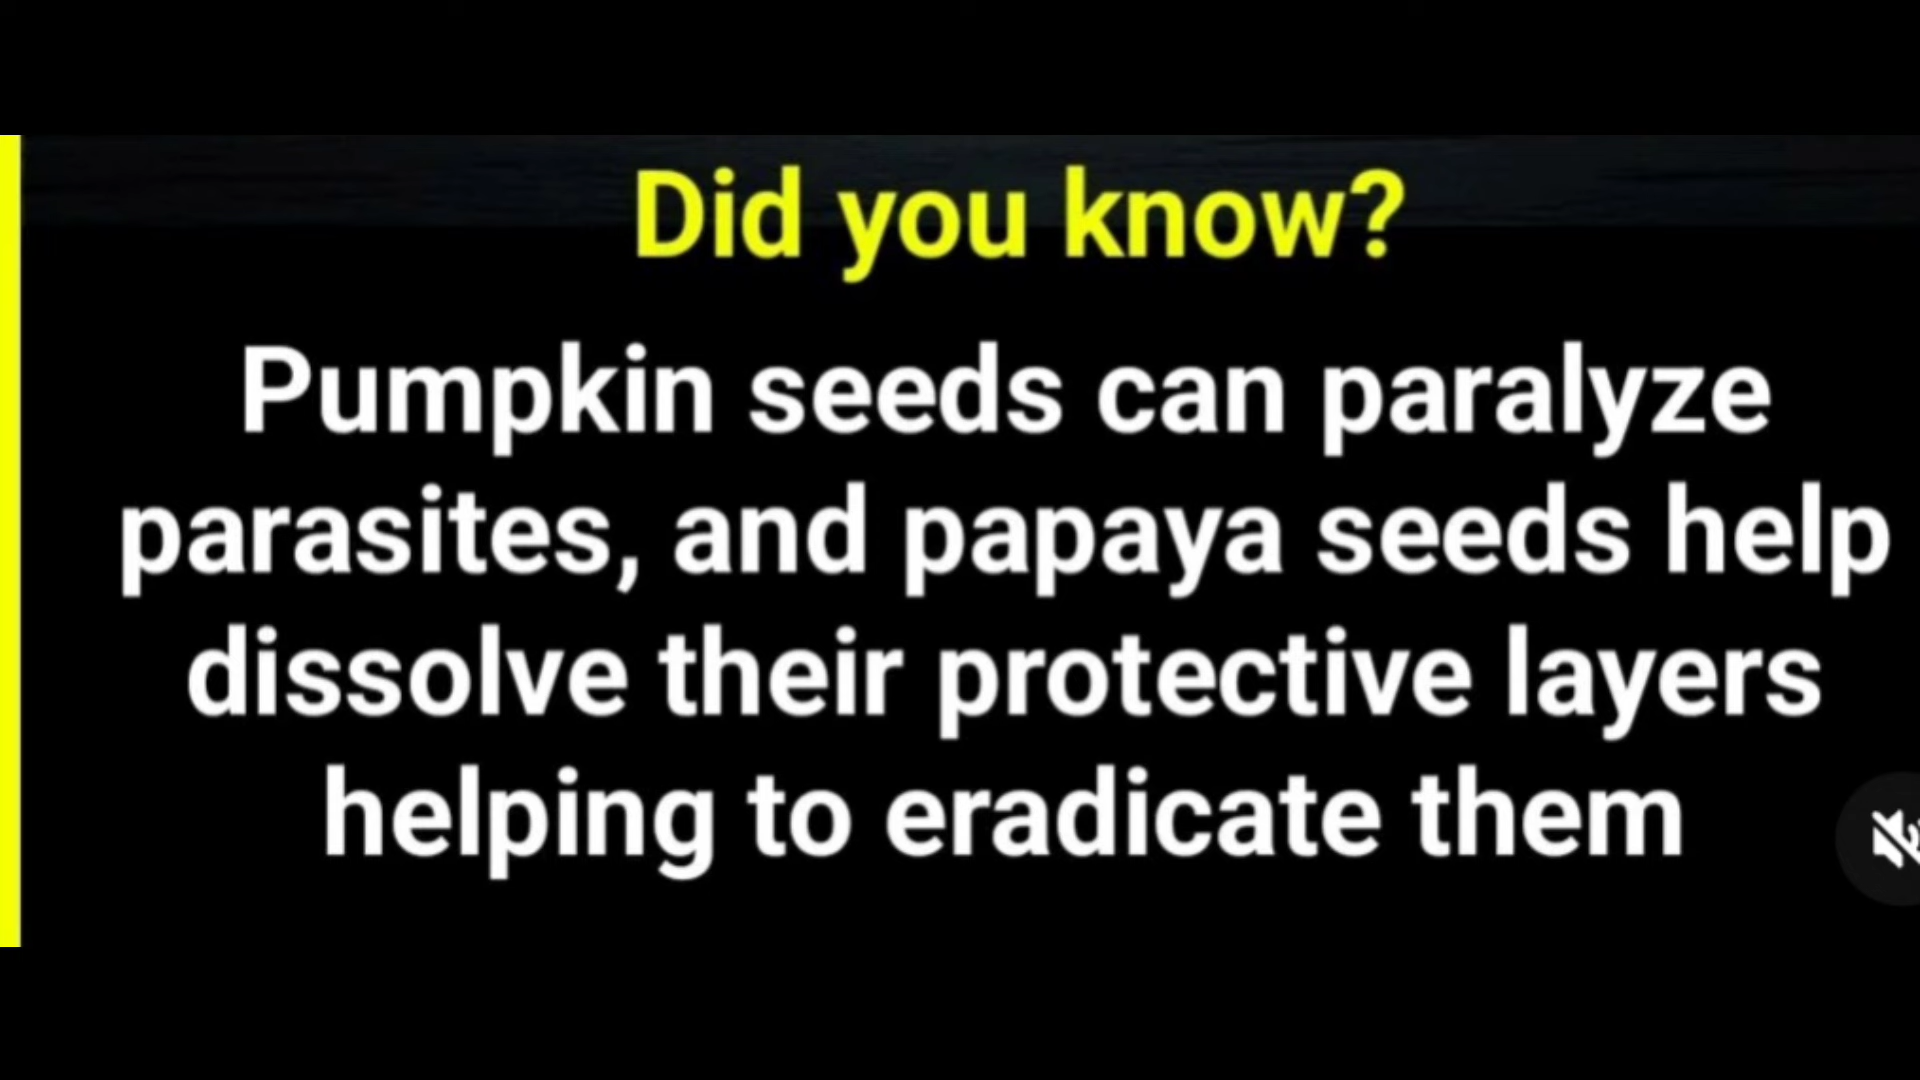 Did you know?
Pumpkin seeds can paralyze
parasites, and papaya seeds help
dissolve their protective layers
helping to eradicate them